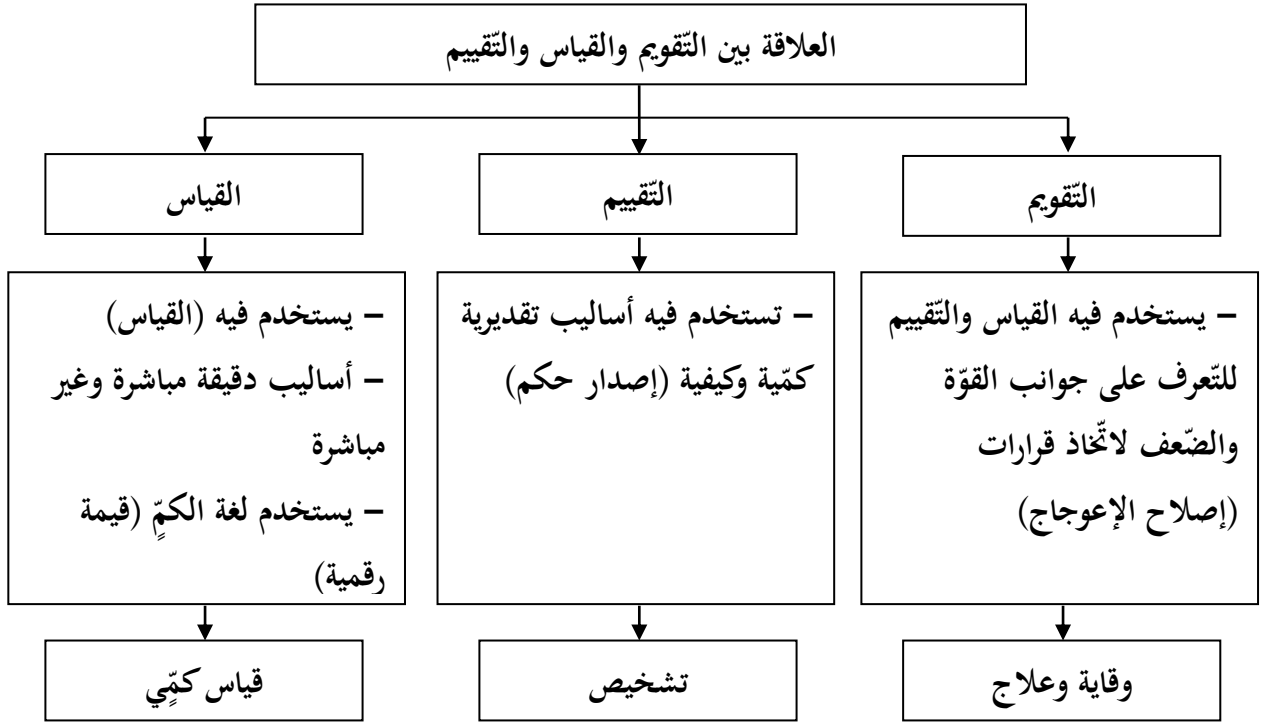 العلاقة بين التّقويم والقياس والتّقييم
التّقويم
التّقييم
القياس
– يستخدم فيه القياس والتّقييم
للتّعرف على جوانب القوّة
والضّعف لاتّخاذ قرارات
(إصلاح الإعوجاج)
– تستخدم فيه أساليب تقديرية
كمّية وكيفية (إصدار حكم)
– يستخدم فيه (القياس)
– أساليب دقيقة مباشرة وغير
مباشرة
– يستخدم لغة الكمٍّ (قيمة
رقمية)
وقاية وعلاج
تشخيص
قياس كمٍّي